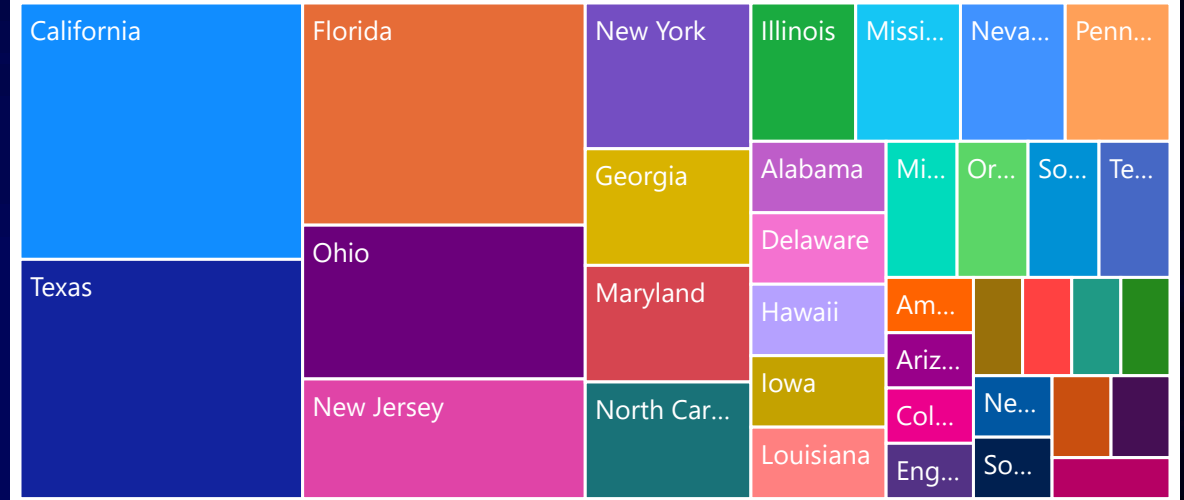 California
Florida
New York
Illinois
Missi...
Neva...
Penn...
Alabama
Mi...
Or...
So...
Te...
Georgia
Delaware
Ohio
Texas
Maryland
Hawaii
Am...
Ariz...
Iowa
New Jersey
North Car...
Col...
Ne...
Louisiana
Eng...
So...